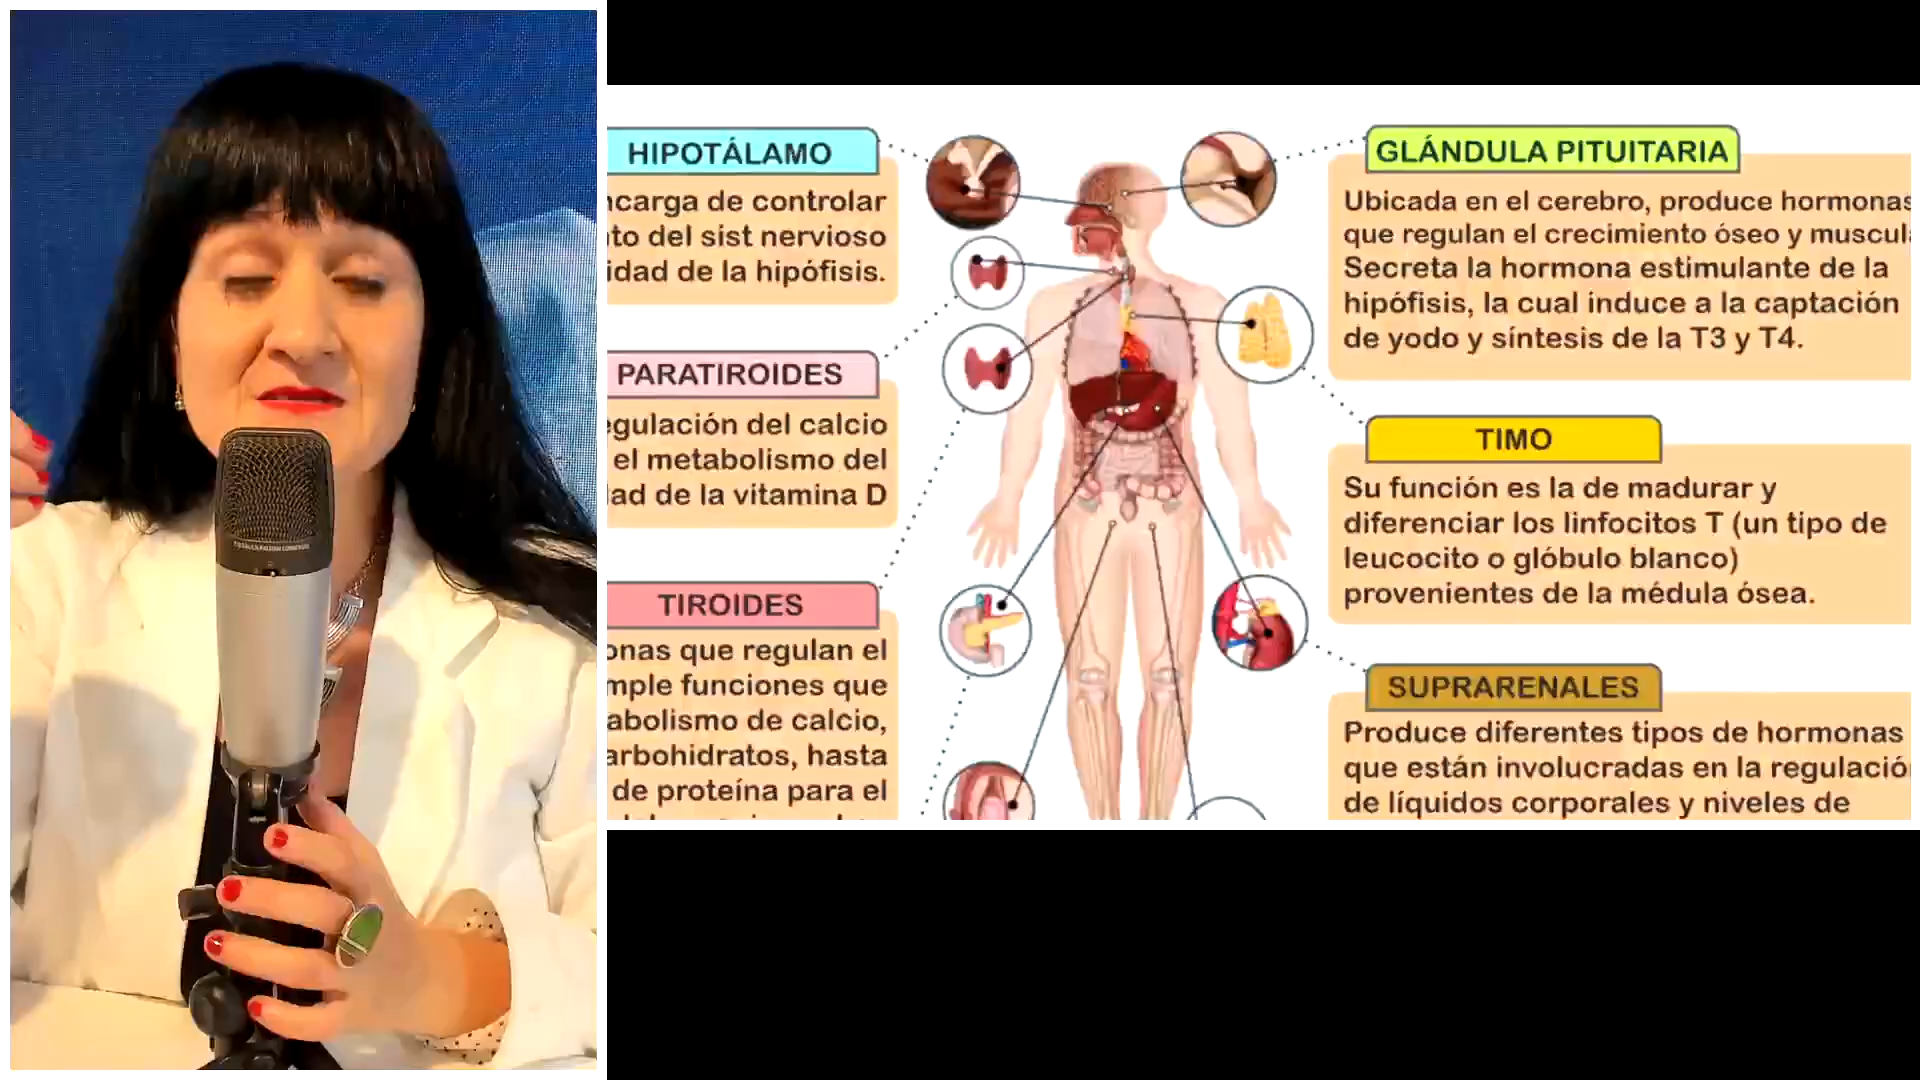 HIPOTÁLAMO
ncarga de controlar
to del sist nervioso
idad de la hipófisis.
PARATIROIDES
egulación del calcio
el metabolismo del
dad de la vitamina D
TIROIDES
onas que regulan el
mple funciones que
abolismo de calcio,
arbohidratos, hasta
de proteína para el
GLÁNDULA PITUITARIA
Ubicada en el cerebro, produce hormonas
que regulan el crecimiento óseo y muscula
Secreta la hormona estimulante de la
hipófisis, la cual induce a la captación
de yodo y síntesis de la T3 y T4.
TIMO
Su función es la de madurar y
diferenciar los linfocitos T (un tipo de
leucocito o glóbulo blanco)
provenientes de la médula ósea.
SUPRARENALES
Produce diferentes tipos de hormonas
que están involucradas en la regulació
de líquidos corporales y niveles de